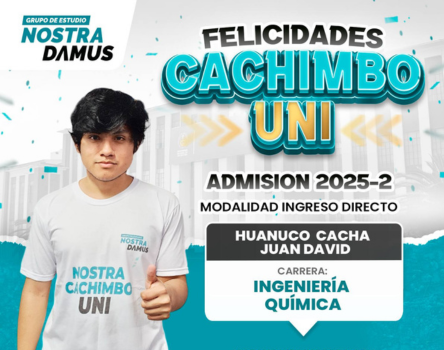 GRUPO DE ESTUDIO
NOSTRA
DAMUS
FELICIDADES
CACHIMBO
UNI
ADMISION 2025-2
MODALIDAD INGRESO DIRECTO
HUANUCO CACHA
JUAN DAVID
CARRERA:
INGENIERÍA
QUÍMICA
NOSTRA
DAMUS
NOSTRA
CACHIMBO
UNI